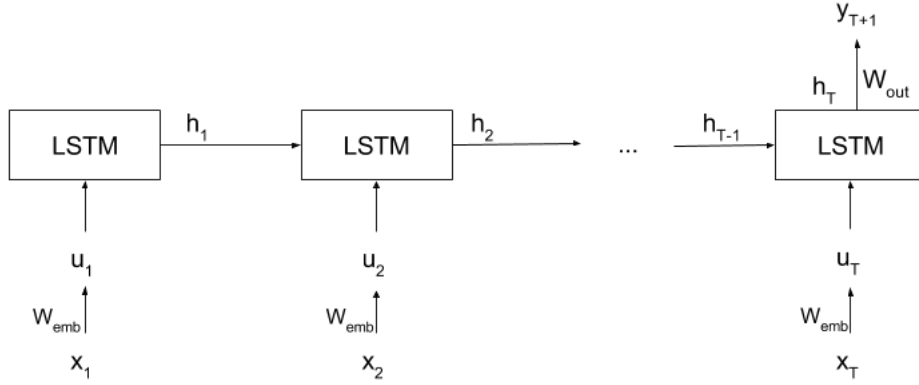 y_{T+1}
h_T W_out
LSTM h_1 LSTM h_2 ... h_{T-1} LSTM
u_1 u_2 u_T
W_emb W_emb W_emb
x_1 x_2 x_T